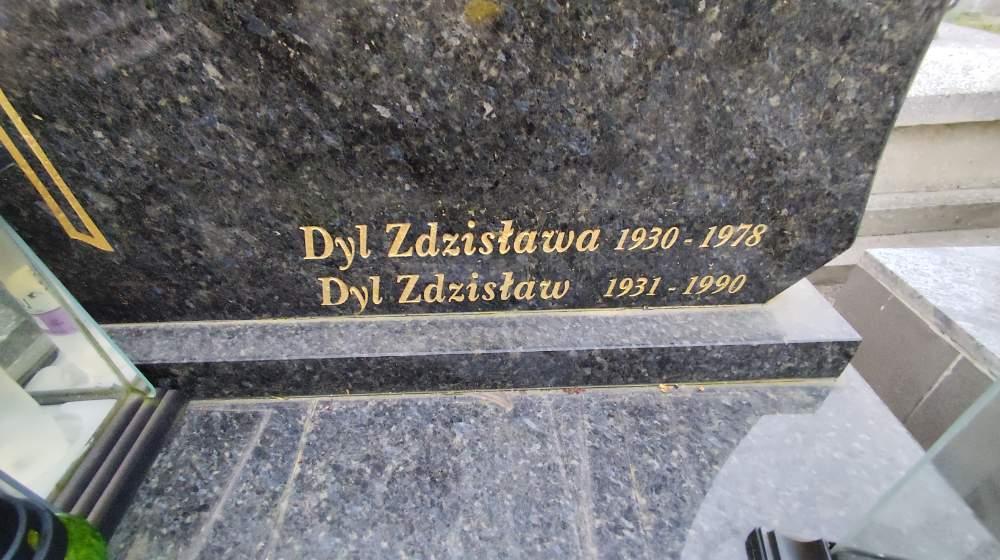 Dyl Zdzisława 1930 - 1978
Dyl Zdzisław 1931 - 1990